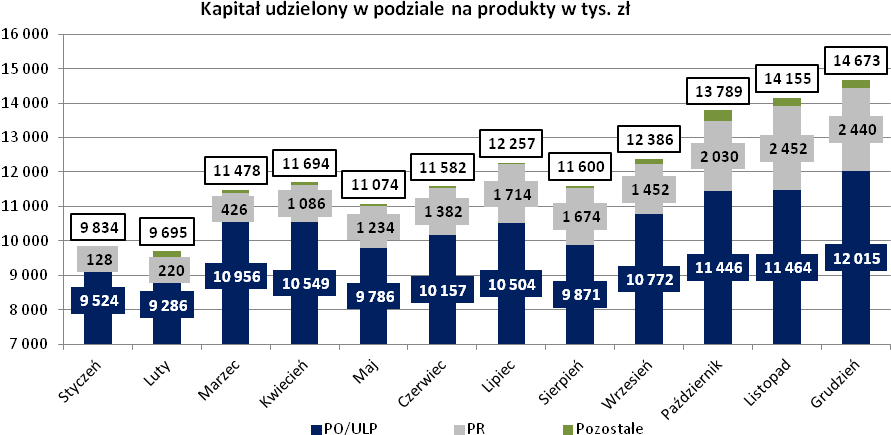 Kapitał udzielony w podziale na produkty w tys. zł
16 000
15 000
14 000
13 000
12 000
11 000
10 000
9 000
8 000
7 000
9 834
9 695
11 478
11 694
11 074
11 582
12 257
11 600
12 386
13 789
14 155
14 673
128
220
426
1 086
1 234
1 382
1 714
1 674
1 452
2 030
2 452
2 440
9 524
9 286
10 956
10 549
9 786
10 157
10 504
9 871
10 772
11 446
11 464
12 015
Styczeń
Luty
Marzec
Kwiecień
Maj
Czerwiec
Lipiec
Sierpień
Wrzesień
Październik
Listopad
Grudzień
PO/ULP
PR
Pozostałe